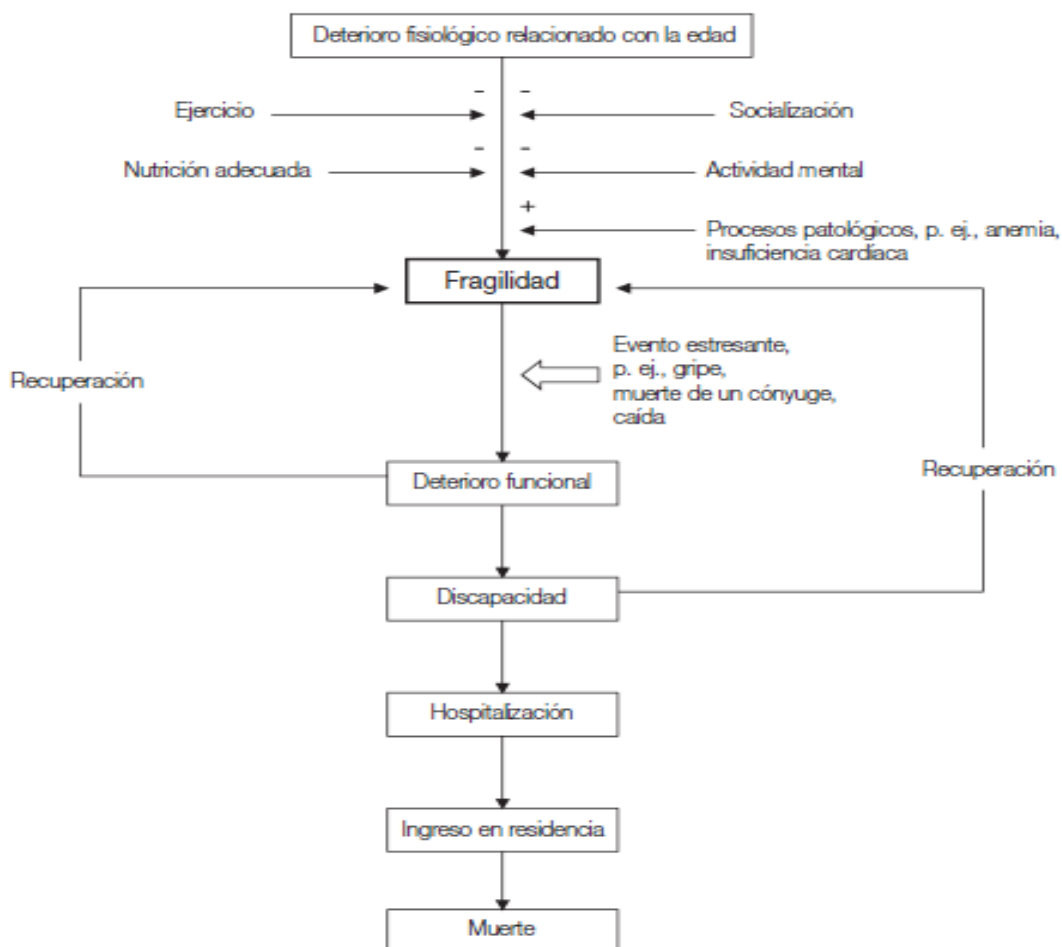 Deterioro fisiológico relacionado con la edad
- -
Ejercicio
Socialización
- -
Nutrición adecuada
Actividad mental
+
Procesos patológicos, p. ej., anemia,
insuficiencia cardíaca
Fragilidad
Evento estresante,
p. ej., gripe,
muerte de un cónyuge,
caída
Recuperación
Recuperación
Deterioro funcional
Discapacidad
Hospitalización
Ingreso en residencia
Muerte